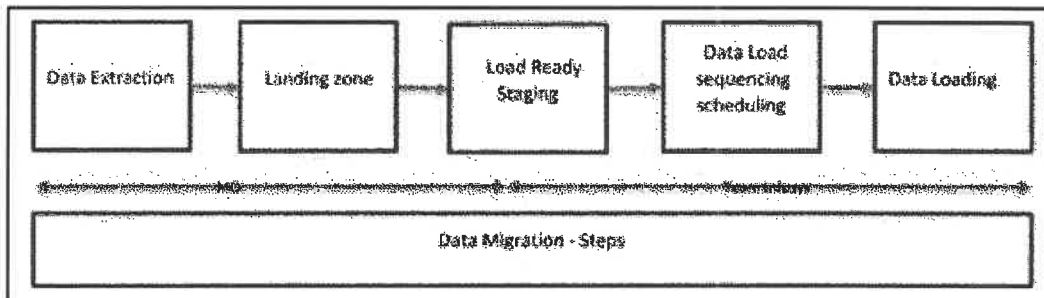 Data Extraction
Landing zone
Load Ready
Staging
Data Load
sequencing
scheduling
Data Loading
Data Migration - Steps